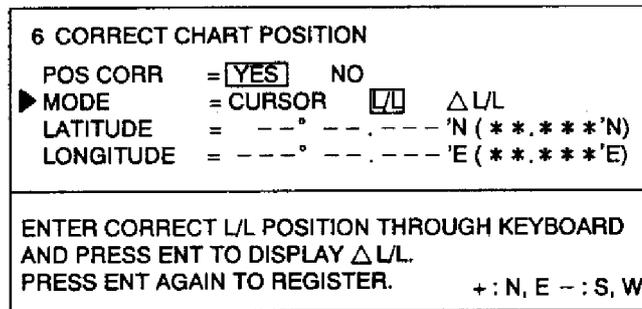 6 CORRECT CHART POSITION
POS CORR = YES NO
▶ MODE = CURSOR L/L △ L/L
LATITUDE = – –° – –. – – –'N ( * *. * * *'N)
LONGITUDE = – – –° – –. – – –'E ( * *. * * *'E)
ENTER CORRECT L/L POSITION THROUGH KEYBOARD
AND PRESS ENT TO DISPLAY △ L/L.
PRESS ENT AGAIN TO REGISTER. + : N, E – : S, W